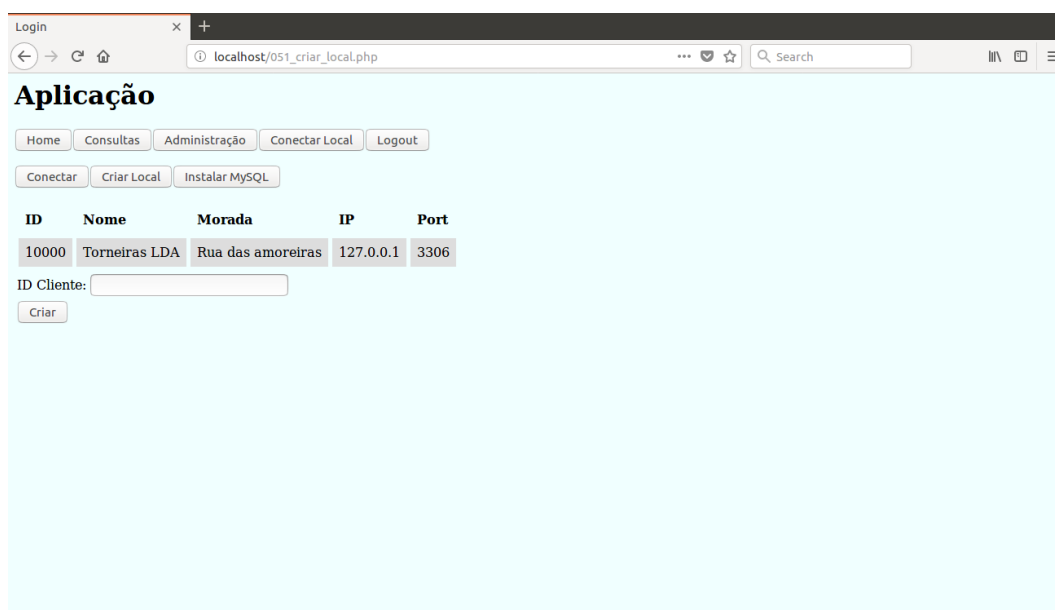 Login
localhost/051_criar_local.php
Search
Aplicação
Home Consultas Administração Conectar Local Logout
Conectar Criar Local Instalar MySQL
ID Nome Morada IP Port
10000 Torneiras LDA Rua das amoreiras 127.0.0.1 3306
ID Cliente:
Criar